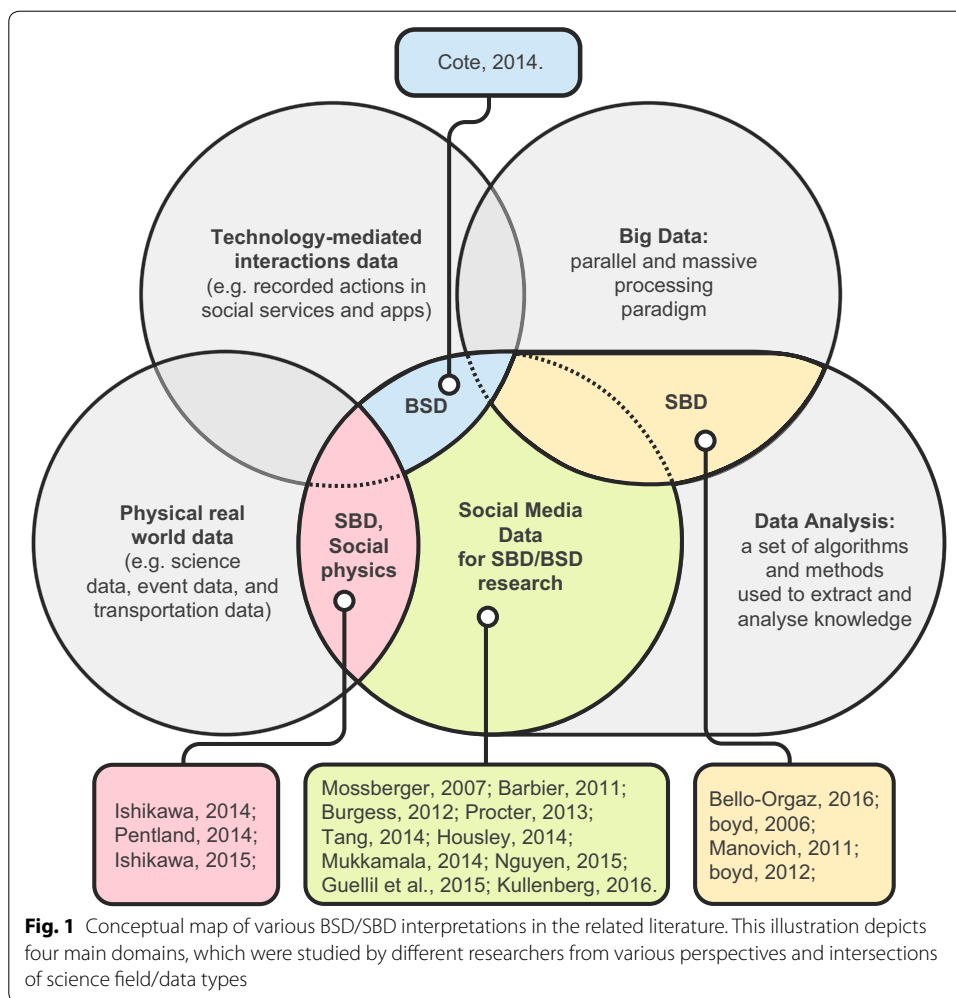 Cote, 2014.
Technology-mediated
interactions data
(e.g. recorded actions in
social services and apps)
Big Data:
parallel and massive
processing
paradigm
BSD
SBD
Physical real
world data
(e.g. science
data, event data, and
transportation data)
SBD,
Social
physics
Social Media
Data
for SBD/BSD
research
Data Analysis:
a set of algorithms
and methods
used to extract and
analyse knowledge
Ishikawa, 2014;
Pentland, 2014;
Ishikawa, 2015;
Mossberger, 2007; Barbier, 2011;
Burgess, 2012; Procter, 2013;
Tang, 2014; Housley, 2014;
Mukkamala, 2014; Nguyen, 2015;
Guellil et al., 2015; Kullenberg, 2016.
Bello-Orgaz, 2016;
boyd, 2006;
Manovich, 2011;
boyd, 2012;
Fig. 1 Conceptual map of various BSD/SBD interpretations in the related literature. This illustration depicts
four main domains, which were studied by different researchers from various perspectives and intersections
of science field/data types